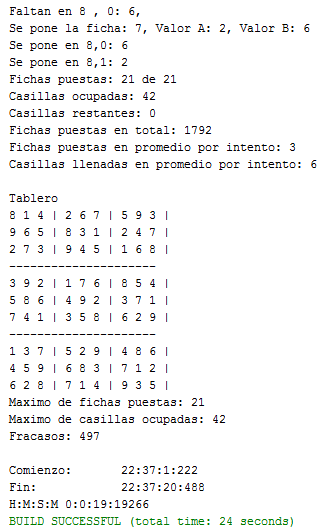 Faltan en 8 , 0: 6,
Se pone la ficha: 7, Valor A: 2, Valor B: 6
Se pone en 8,0: 6
Se pone en 8,1: 2
Fichas puestas: 21 de 21
Casillas ocupadas: 42
Casillas restantes: 0
Fichas puestas en total: 1792
Fichas puestas en promedio por intento: 3
Casillas llenadas en promedio por intento: 6
Tablero
8 1 4 | 2 6 7 | 5 9 3 |
9 6 5 | 8 3 1 | 2 4 7 |
2 7 3 | 9 4 5 | 1 6 8 |
---------------------
3 9 2 | 1 7 6 | 8 5 4 |
5 8 6 | 4 9 2 | 3 7 1 |
7 4 1 | 3 5 8 | 6 2 9 |
---------------------
1 3 7 | 5 2 9 | 4 8 6 |
4 5 9 | 6 8 3 | 7 1 2 |
6 2 8 | 7 1 4 | 9 3 5 |
Maximo de fichas puestas: 21
Maximo de casillas ocupadas: 42
Fracasos: 497
Comienzo: 22:37:1:222
Fin: 22:37:20:488
H:M:S:M 0:0:19:19266
BUILD SUCCESSFUL (total time: 24 seconds)